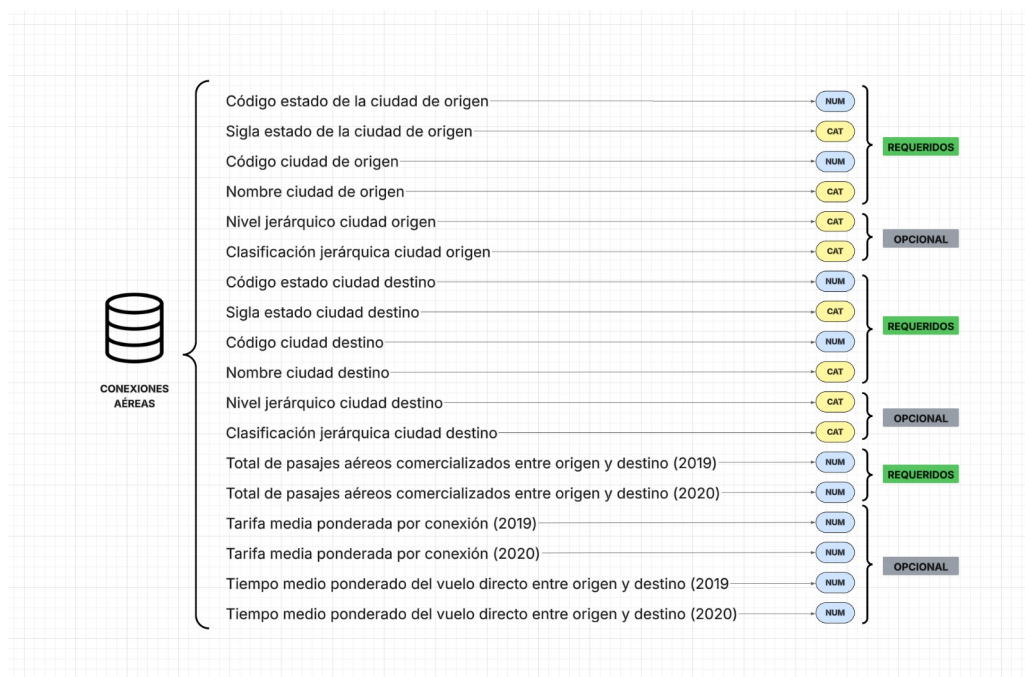 Código estado de la ciudad de origen NUM
Sigla estado de la ciudad de origen CAT
REQUERIDOS
Código ciudad de origen NUM
Nombre ciudad de origen CAT
Nivel jerárquico ciudad origen CAT
OPCIONAL
Clasificación jerárquica ciudad origen CAT
Código estado ciudad destino NUM
Sigla estado ciudad destino CAT
REQUERIDOS
Código ciudad destino NUM
Nombre ciudad destino CAT
CONEXIONES
AÉREAS
Nivel jerárquico ciudad destino CAT
OPCIONAL
Clasificación jerárquica ciudad destino CAT
Total de pasajes aéreos comercializados entre origen y destino (2019) NUM
REQUERIDOS
Total de pasajes aéreos comercializados entre origen y destino (2020) NUM
Tarifa media ponderada por conexión (2019) NUM
Tarifa media ponderada por conexión (2020) NUM
OPCIONAL
Tiempo medio ponderado del vuelo directo entre origen y destino (2019 NUM
Tiempo medio ponderado del vuelo directo entre origen y destino (2020) NUM